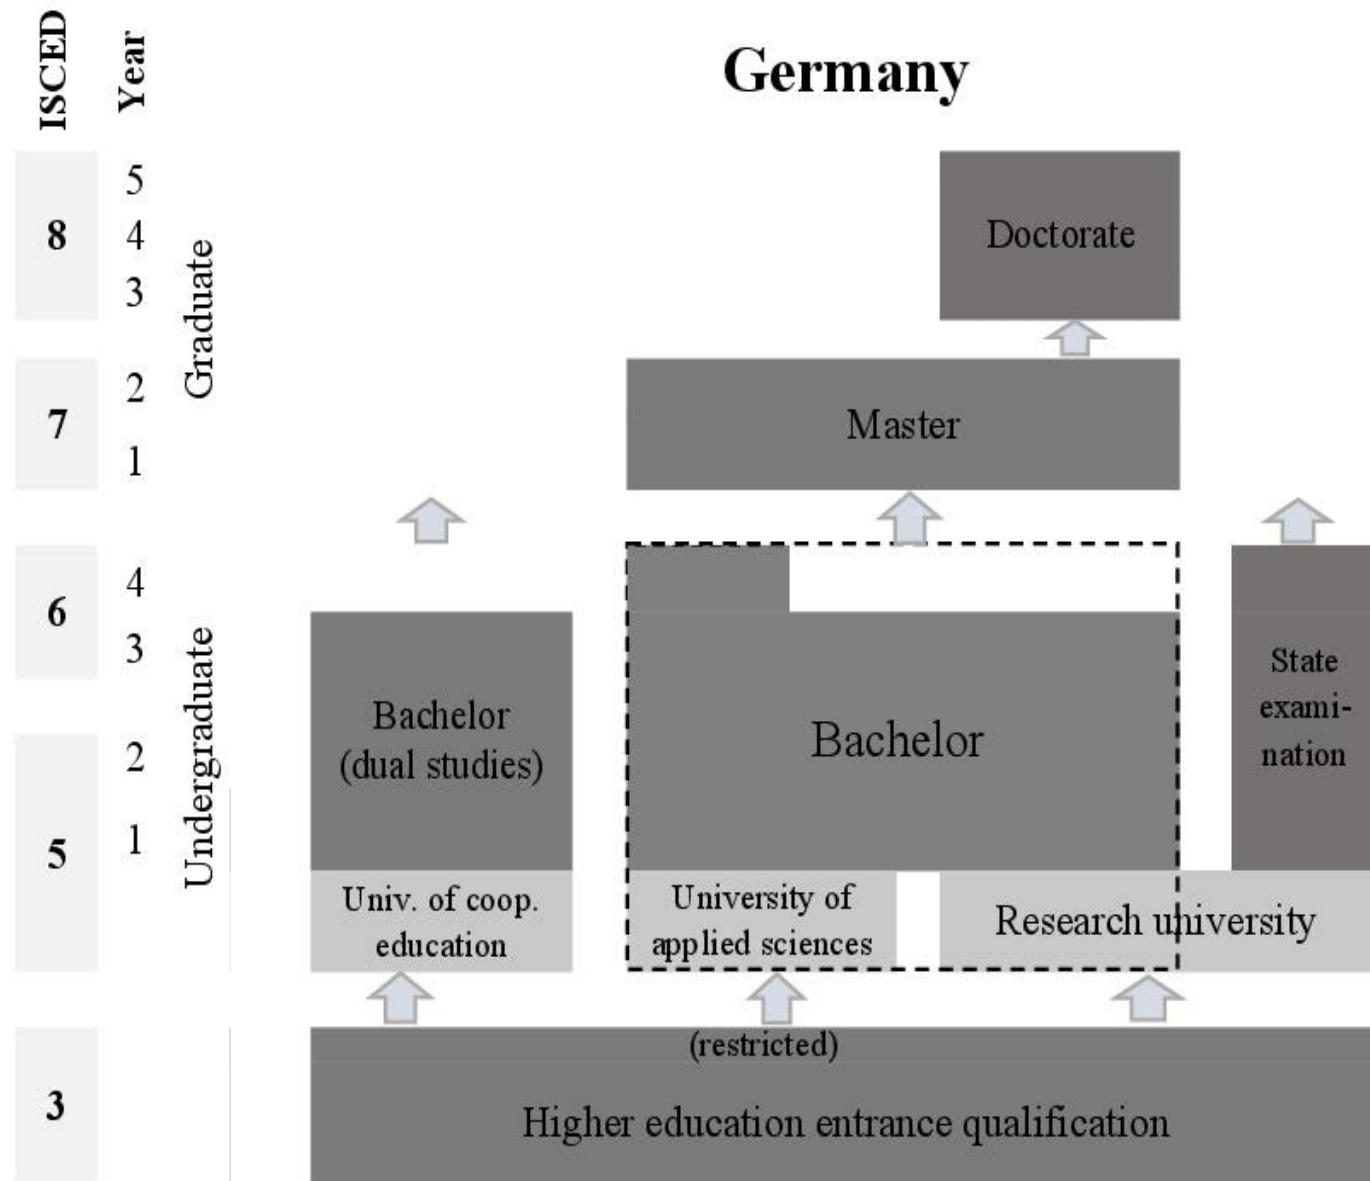 ISCED
Year
Germany
8
5
4
3
Graduate
Doctorate
7
2
1
Master
6
4
3
Undergraduate
5
2
1
Bachelor
(dual studies)
Bachelor
State
exami-
nation
Univ. of coop.
education
University of
applied sciences
Research university
3
(restricted)
Higher education entrance qualification